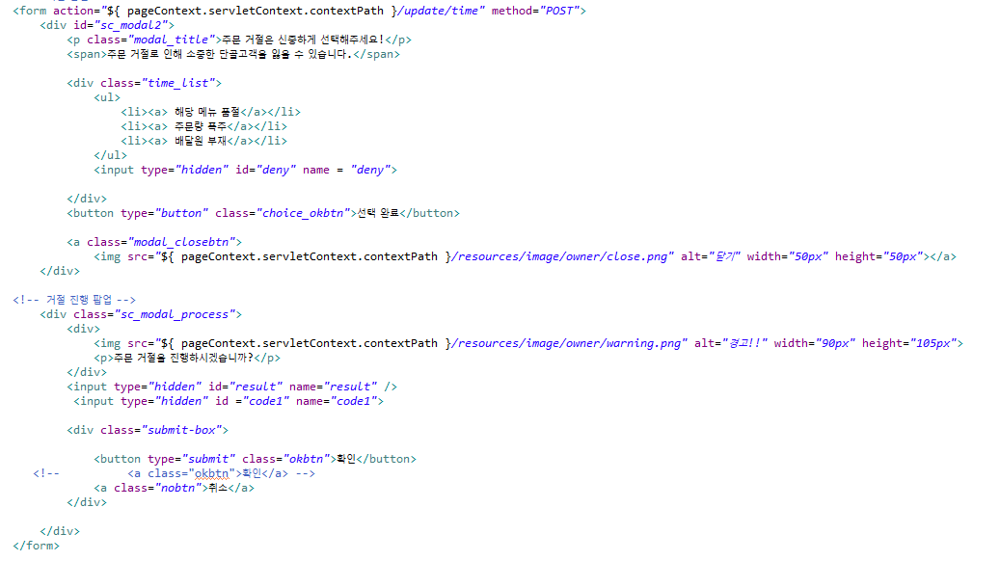 <form action="${ pageContext.servletContext.contextPath }/update/time" method="POST">
<div id="sc_modal2">
<p class="modal_title">주문 거절은 신중하게 선택해주세요!</p>
<span>주문 거절로 인해 소중한 단골고객을 잃을 수 있습니다.</span>
<div class="time_list">
<ul>
<li><a> 해당 메뉴 품절</a></li>
<li><a> 주문량 폭주</a></li>
<li><a> 배달원 부재</a></li>
</ul>
<input type="hidden" id="deny" name = "deny">
</div>
<button type="button" class="choice_okbtn">선택 완료</button>
<a class="modal_closebtn">
<img src="${ pageContext.servletContext.contextPath }/resources/image/owner/close.png" alt="닫기" width="50px" height="50px"></a>
</div>
<!-- 거절 진행 팝업 -->
<div class="sc_modal_process">
<div>
<img src="${ pageContext.servletContext.contextPath }/resources/image/owner/warning.png" alt="경고!!" width="90px" height="105px">
<p>주문 거절을 진행하시겠습니까?</p>
</div>
<input type="hidden" id="result" name="result" />
<input type="hidden" id ="code1" name="code1">
<div class="submit-box">
<button type="submit" class="okbtn">확인</button>
<!-- <a class="okbtn">확인</a> -->
<a class="nobtn">취소</a>
</div>
</div>
</form>